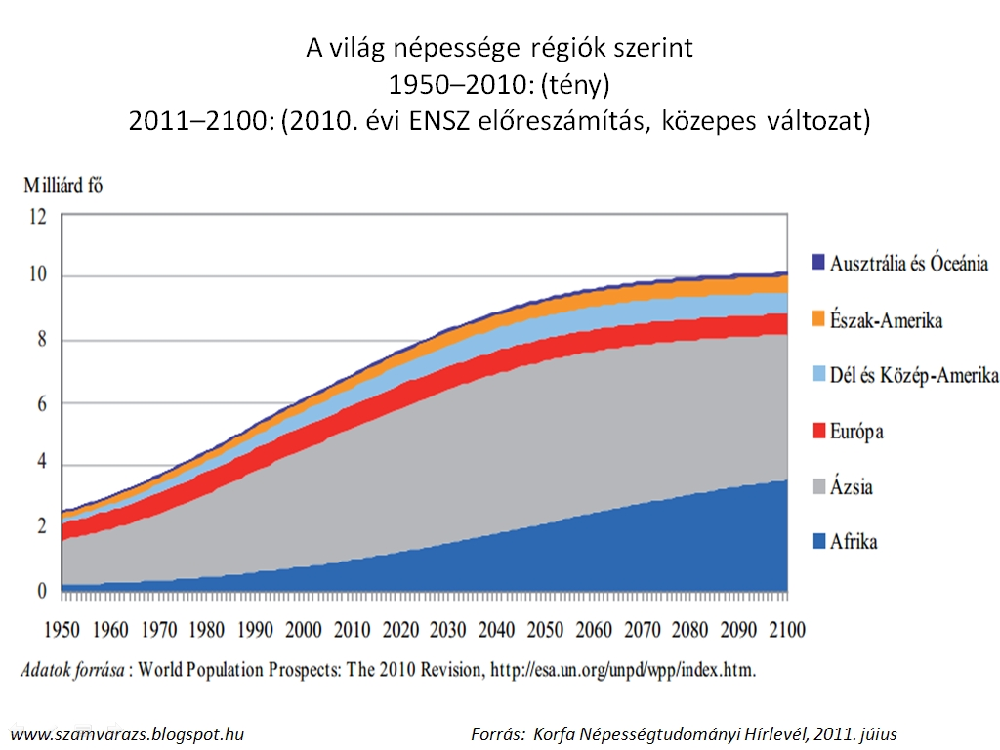 A világ népessége régiók szerint
1950–2010: (tény)
2011–2100: (2010. évi ENSZ előreszámítás, közepes változat)
Milliárd fő
12
10
8
6
4
2
0
Ausztrália és Óceánia
Észak-Amerika
Dél és Közép-Amerika
Európa
Ázsia
Afrika
1950 1960 1970 1980 1990 2000 2010 2020 2030 2040 2050 2060 2070 2080 2090 2100
Adatok forrása : World Population Prospects: The 2010 Revision, http://esa.un.org/unpd/wpp/index.htm.
www.szamvarazs.blogspot.hu Forrás: Korfa Népességtudományi Hírlevél, 2011. július